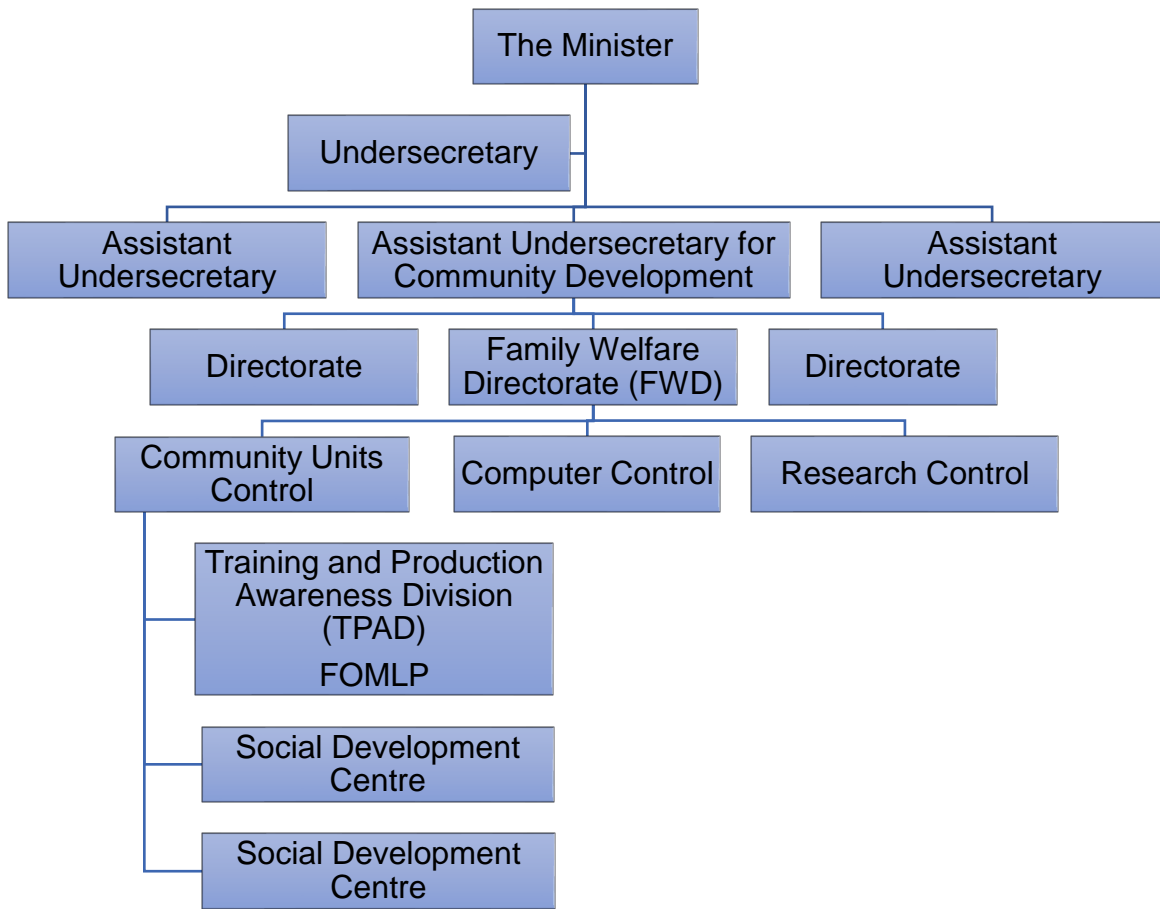 The Minister
Undersecretary
Assistant
Undersecretary
Assistant Undersecretary for
Community Development
Assistant
Undersecretary
Directorate
Family Welfare
Directorate (FWD)
Directorate
Community Units
Control
Computer Control
Research Control
Training and Production
Awareness Division
(TPAD)
FOMLP
Social Development
Centre
Social Development
Centre